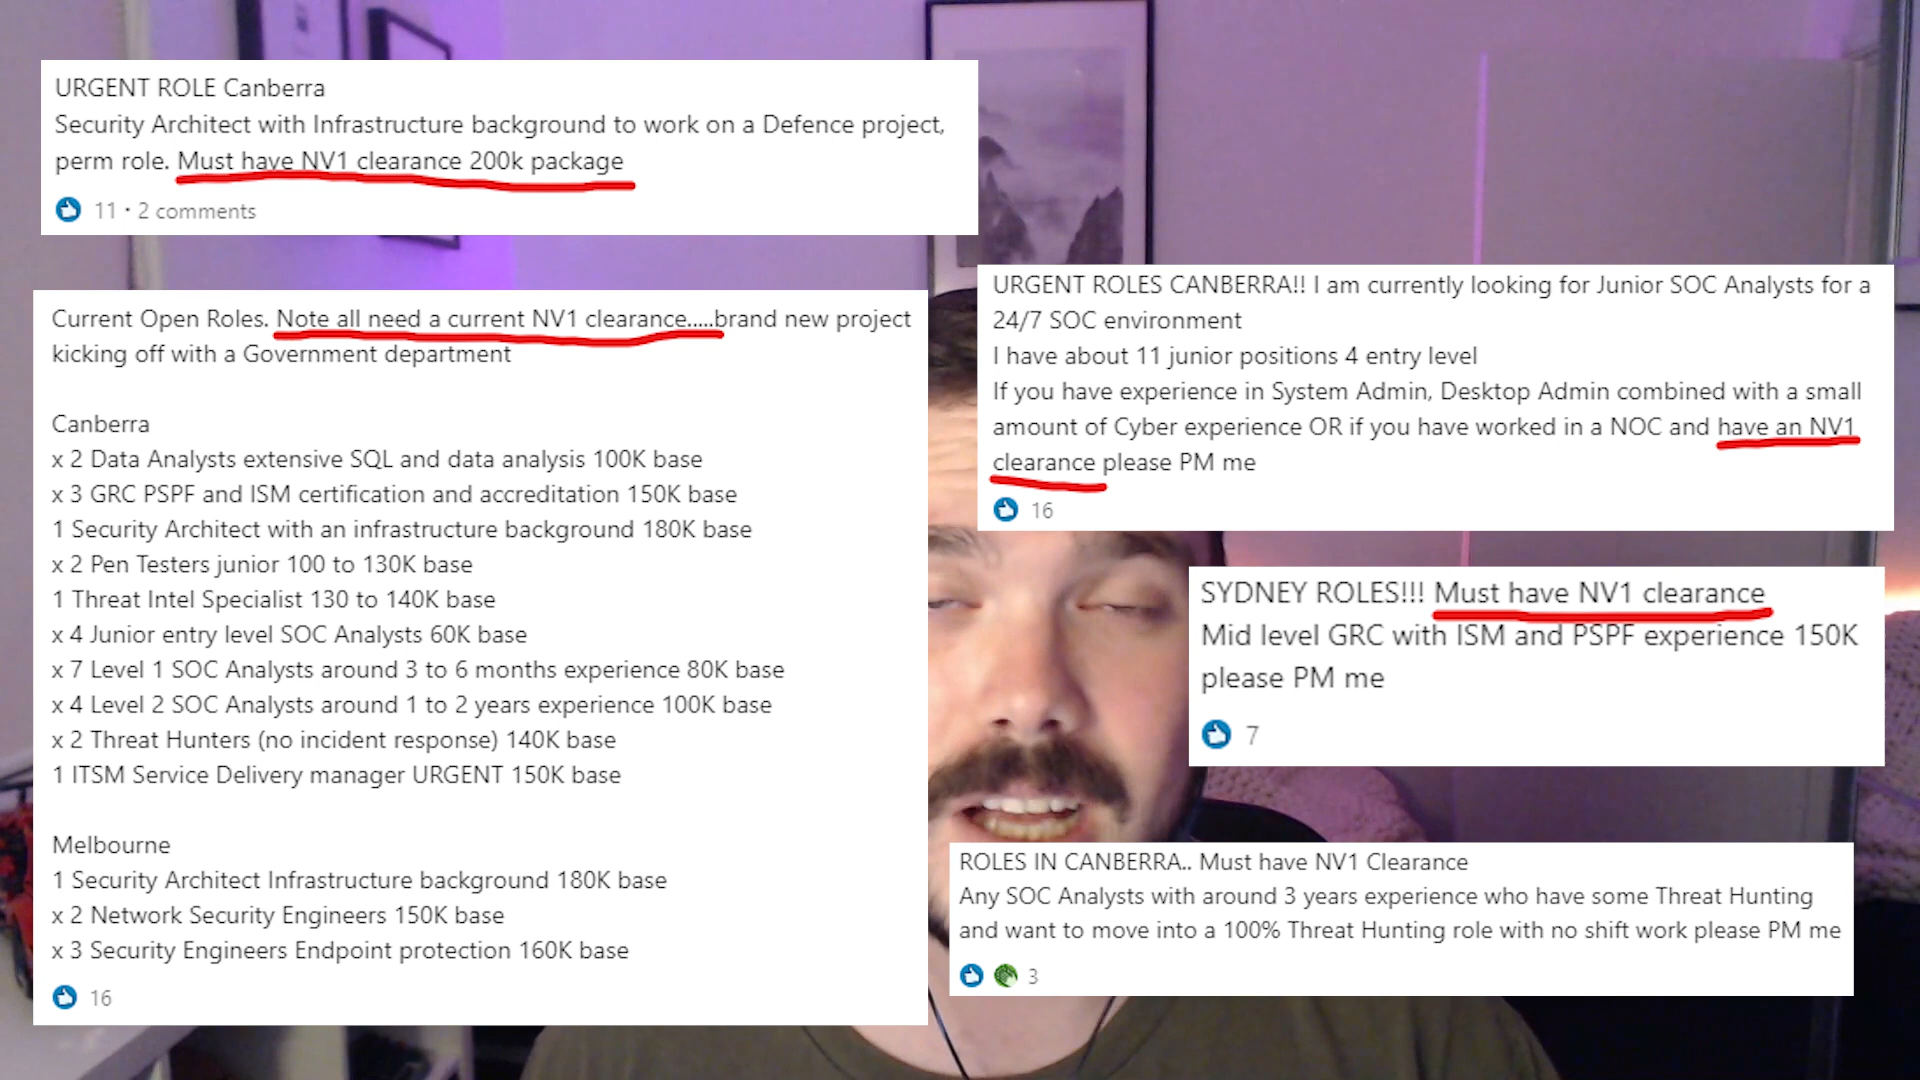 URGENT ROLE Canberra
Security Architect with Infrastructure background to work on a Defence project,
perm role. Must have NV1 clearance 200k package
11 • 2 comments
Current Open Roles. Note all need a current NV1 clearance.....brand new project
kicking off with a Government department
Canberra
x 2 Data Analysts extensive SQL and data analysis 100K base
x 3 GRC PSPF and ISM certification and accreditation 150K base
1 Security Architect with an infrastructure background 180K base
x 2 Pen Testers junior 100 to 130K base
1 Threat Intel Specialist 130 to 140K base
x 4 Junior entry level SOC Analysts 60K base
x 7 Level 1 SOC Analysts around 3 to 6 months experience 80K base
x 4 Level 2 SOC Analysts around 1 to 2 years experience 100K base
x 2 Threat Hunters (no incident response) 140K base
1 ITSM Service Delivery manager URGENT 150K base
Melbourne
1 Security Architect Infrastructure background 180K base
x 2 Network Security Engineers 150K base
x 3 Security Engineers Endpoint protection 160K base
16
URGENT ROLES CANBERRA!! I am currently looking for Junior SOC Analysts for a
24/7 SOC environment
I have about 11 junior positions 4 entry level
If you have experience in System Admin, Desktop Admin combined with a small
amount of Cyber experience OR if you have worked in a NOC and have an NV1
clearance please PM me
16
SYDNEY ROLES!!! Must have NV1 clearance
Mid level GRC with ISM and PSPF experience 150K
please PM me
7
ROLES IN CANBERRA.. Must have NV1 Clearance
Any SOC Analysts with around 3 years experience who have some Threat Hunting
and want to move into a 100% Threat Hunting role with no shift work please PM me
3